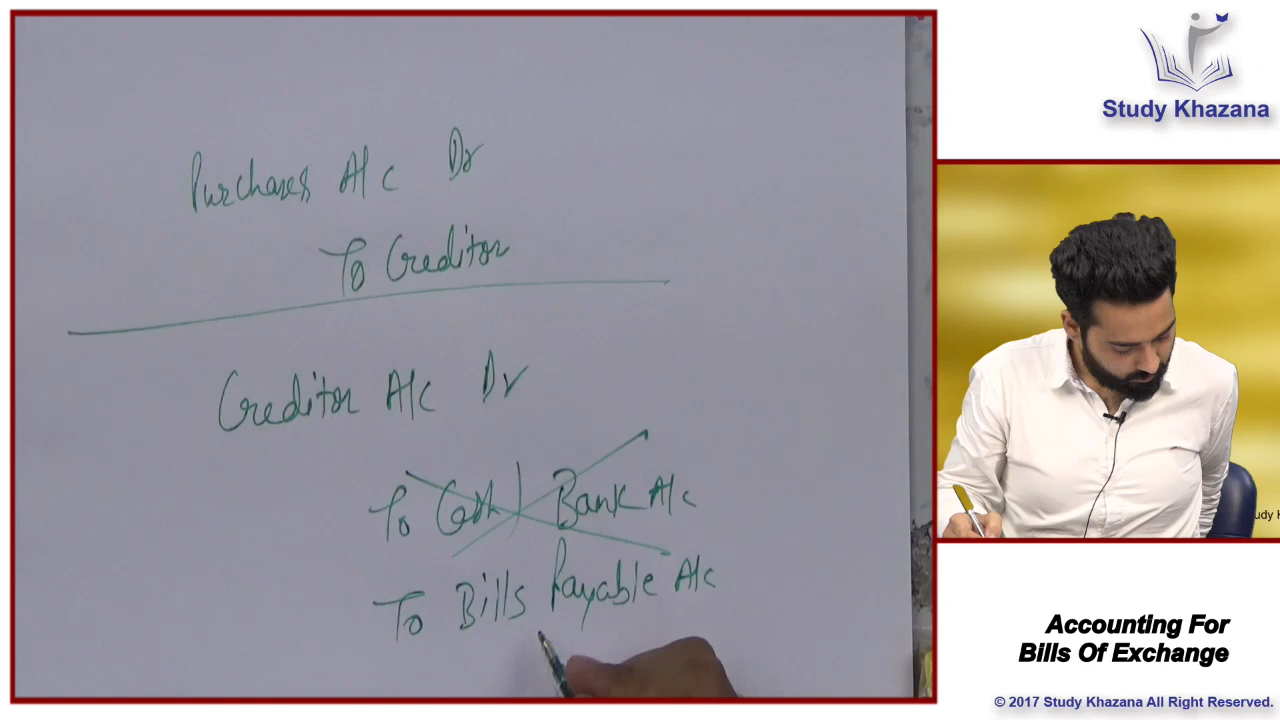 Purchases A/c Dr
To Creditor
Creditor A/c Dr
To Cash / Bank A/c
To Bills Payable A/c
Study Khazana
udy K
Accounting For
Bills Of Exchange
© 2017 Study Khazana All Right Reserved.